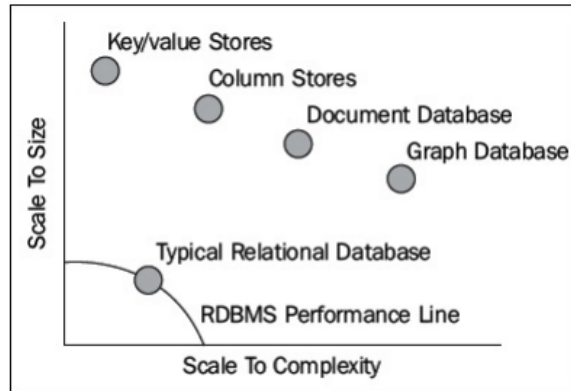 Key/value Stores
Column Stores
Document Database
Graph Database
Scale To Size
Typical Relational Database
RDBMS Performance Line
Scale To Complexity